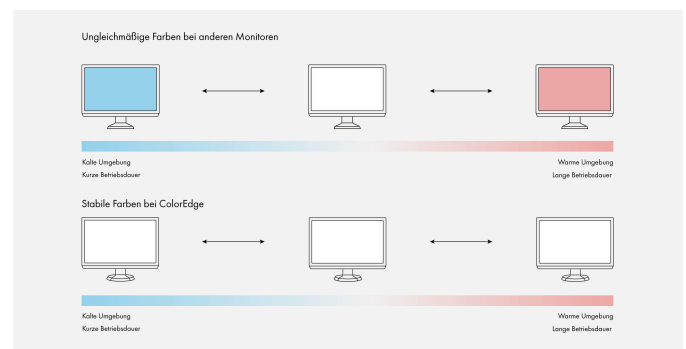 Ungleichmäßige Farben bei anderen Monitoren
Kalte Umgebung
Kurze Betriebsdauer
Warme Umgebung
Lange Betriebsdauer
Stabile Farben bei ColorEdge
Kalte Umgebung
Kurze Betriebsdauer
Warme Umgebung
Lange Betriebsdauer